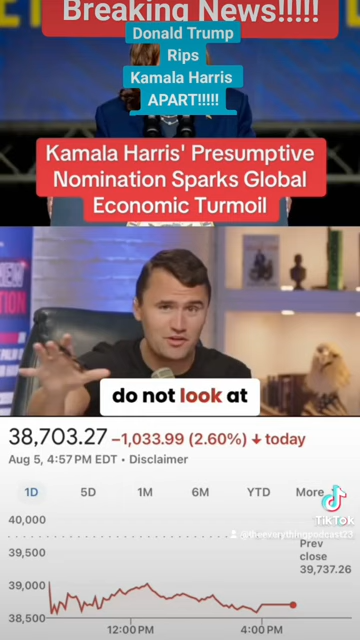 Breaking News!!!!!
Donald Trump
Rips
Kamala Harris
APART!!!!!
Kamala Harris' Presumptive
Nomination Sparks Global
Economic Turmoil
do not look at
38,703.27 −1,033.99 (2.60%) ↓ today
Aug 5, 4:57 PM EDT • Disclaimer
1D 5D 1M 6M YTD More
TikTok
40,000
Prev
close
39,737.26
39,500
39,000
38,500
12:00 PM 4:00 PM